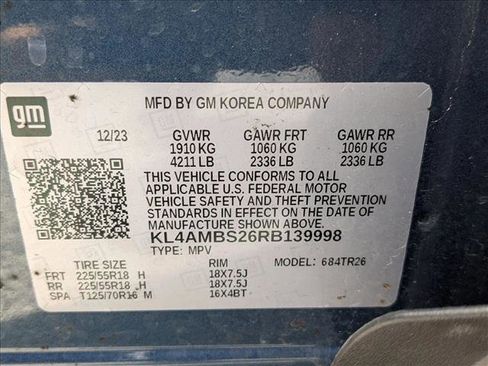 gm
MFD BY GM KOREA COMPANY
12/23 GVWR GAWR FRT GAWR RR
1910 KG 1060 KG 1060 KG
4211 LB 2336 LB 2336 LB
THIS VEHICLE CONFORMS TO ALL
APPLICABLE U.S. FEDERAL MOTOR
VEHICLE SAFETY AND THEFT PREVENTION
STANDARDS IN EFFECT ON THE DATE OF
MANUFACTURE SHOWN ABOVE.
KL4AMBS26RB139998
TYPE: MPV
TIRE SIZE RIM MODEL: 684TR26
FRT 225/55R18 H 18X7.5J
RR 225/55R18 H 18X7.5J
SPA T125/70R16 M 16X4BT